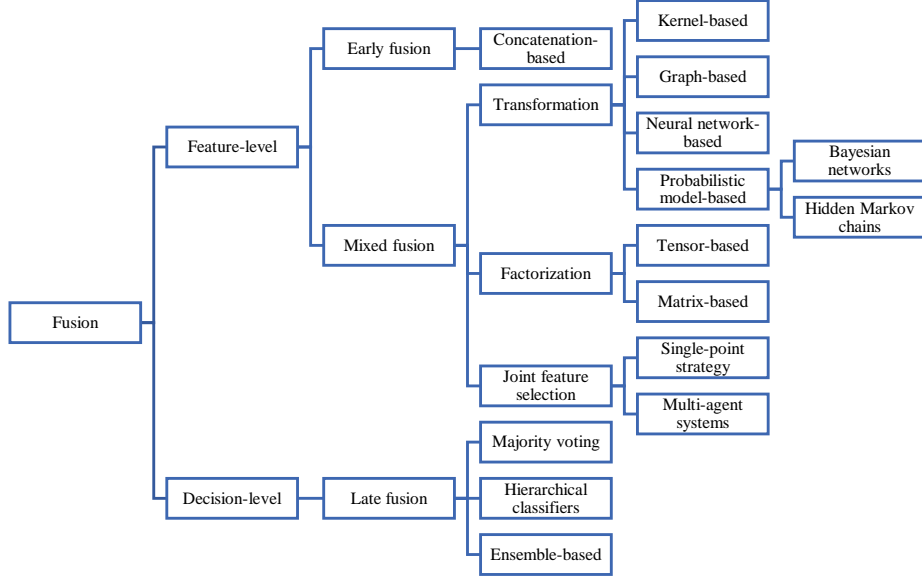 Kernel-based
Early fusion
Concatenation-
based
Graph-based
Transformation
Neural network-
based
Feature-level
Bayesian
networks
Probabilistic
model-based
Hidden Markov
chains
Mixed fusion
Tensor-based
Factorization
Matrix-based
Fusion
Single-point
strategy
Joint feature
selection
Multi-agent
systems
Majority voting
Decision-level
Late fusion
Hierarchical
classifiers
Ensemble-based